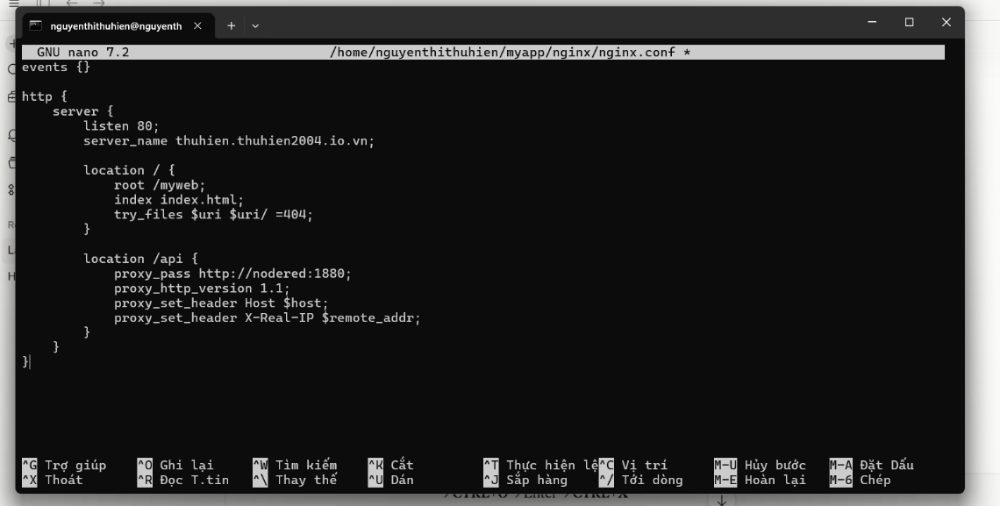 nguyenthithuhien@nguyenth
GNU nano 7.2 /home/nguyenthithuhien/myapp/nginx/nginx.conf *
events {}
http {
    server {
        listen 80;
        server_name thuhien.thuhien2004.io.vn;
        location / {
            root /myweb;
            index index.html;
            try_files $uri $uri/ =404;
        }
        location /api {
            proxy_pass http://nodered:1880;
            proxy_http_version 1.1;
            proxy_set_header Host $host;
            proxy_set_header X-Real-IP $remote_addr;
        }
    }
}
^G Trợ giúp ^O Ghi lại ^W Tìm kiếm ^K Cắt ^T Thực hiện lệ ^C Vị trí M-U Hủy bước M-A Đặt Dấu
^X Thoát ^R Đọc T.tin ^\ Thay thế ^U Dán ^J Sắp hàng ^/ Tới dòng M-E Hoàn lại M-6 Chép